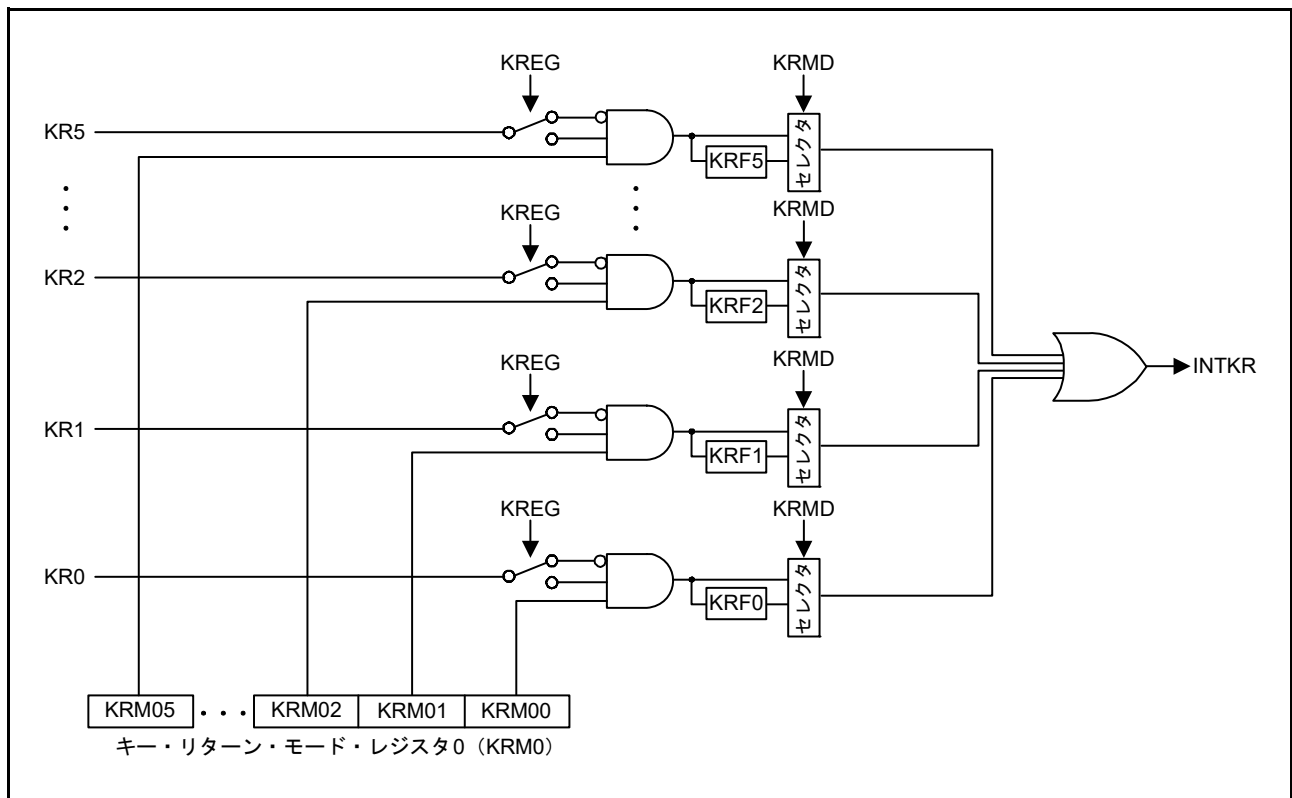 KREG
KRMD
KR5
KRF5
セレクタ
KREG
KRMD
KR2
KRF2
セレクタ
KREG
KRMD
KR1
KRF1
セレクタ
INTKR
KREG
KRMD
KR0
KRF0
セレクタ
KRM05 ・・・ KRM02 KRM01 KRM00
キー・リターン・モード・レジスタ0（KRM0）